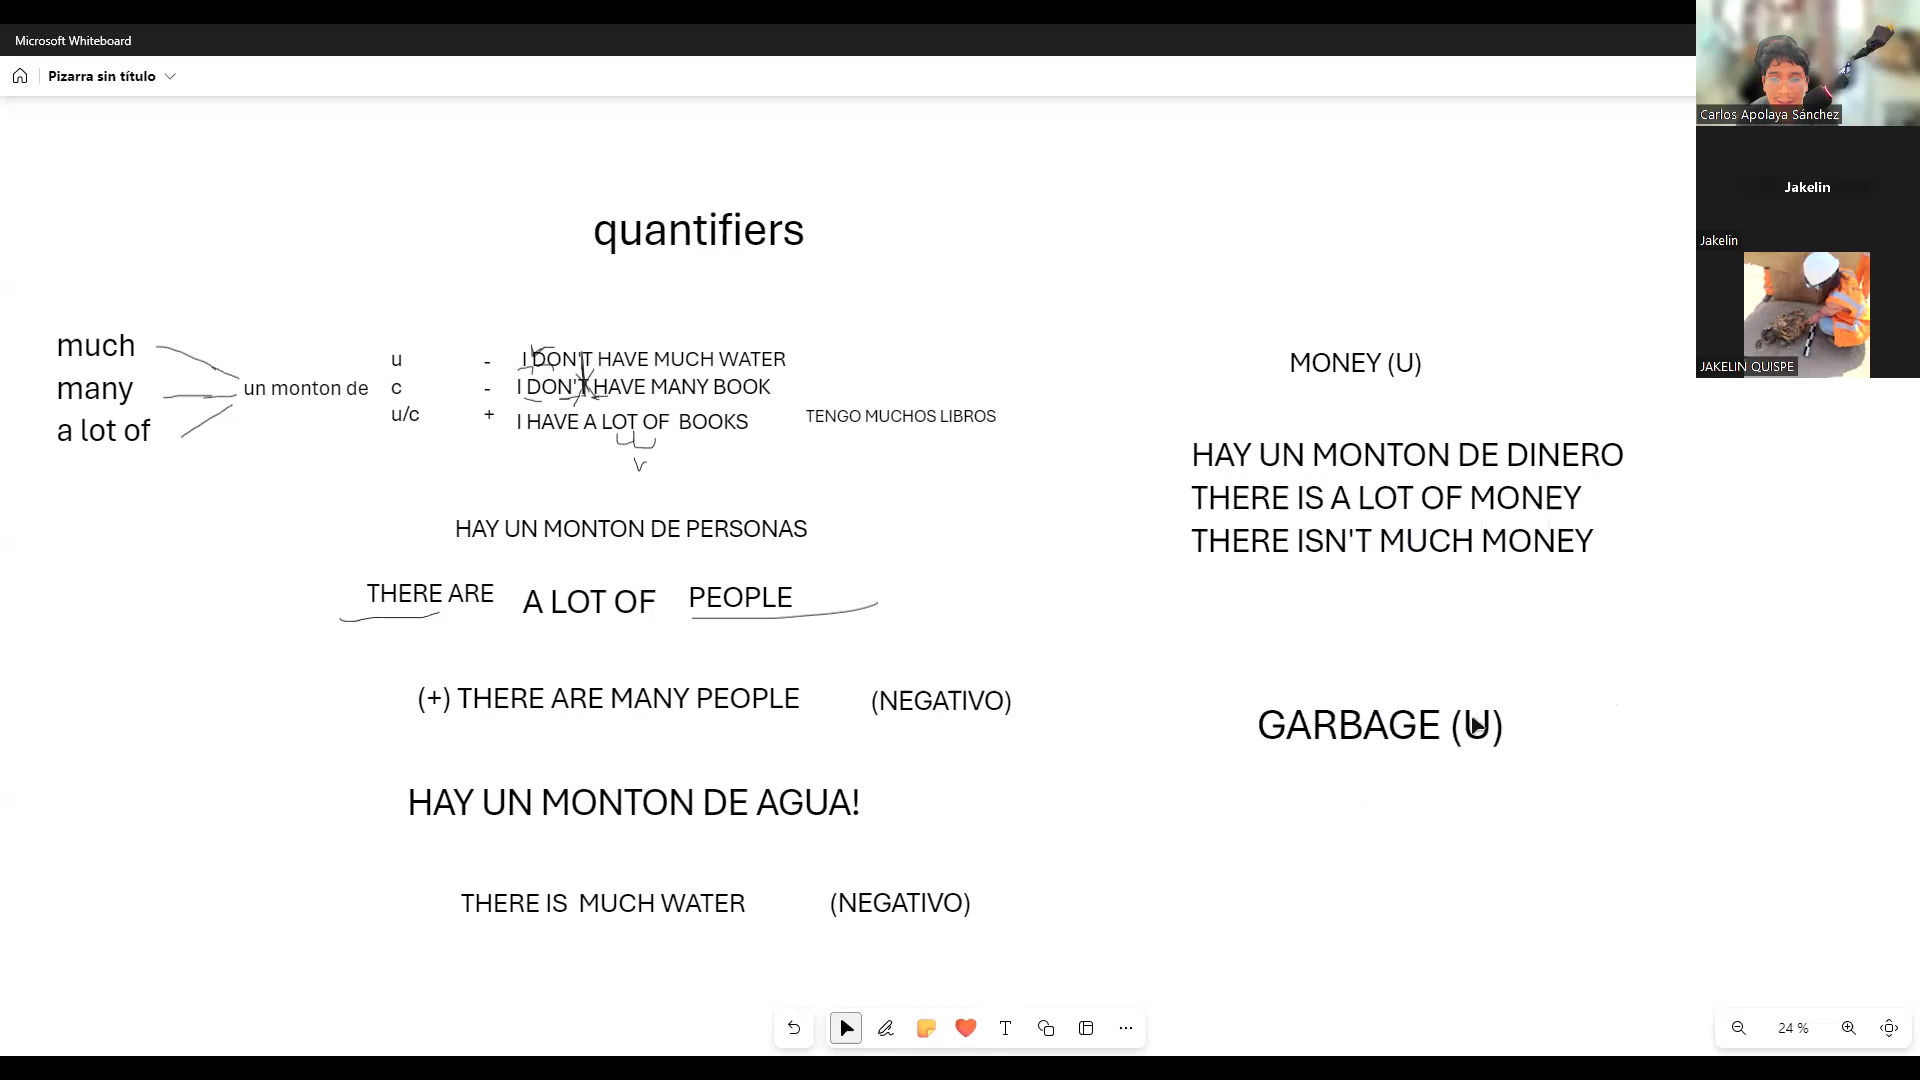 Microsoft Whiteboard
Pizarra sin título
Carlos Apolaya Sánchez
Jakelin
Jakelin
JAKELIN QUISPE
quantifiers
much
many
a lot of
un monton de
u - I DON'T HAVE MUCH WATER
c - I DON'T HAVE MANY BOOK
u/c + I HAVE A LOT OF BOOKS TENGO MUCHOS LIBROS
HAY UN MONTON DE PERSONAS
THERE ARE A LOT OF PEOPLE
(+) THERE ARE MANY PEOPLE (NEGATIVO)
HAY UN MONTON DE AGUA!
THERE IS MUCH WATER (NEGATIVO)
MONEY (U)
HAY UN MONTON DE DINERO
THERE IS A LOT OF MONEY
THERE ISN'T MUCH MONEY
GARBAGE (U)
24 %